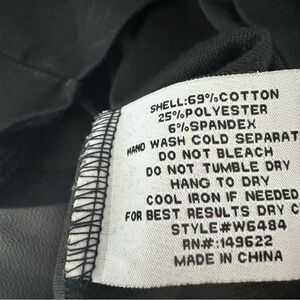 SHELL:69%COTTON
25%POLYESTER
6%SPANDEX
HAND WASH COLD SEPARAT
DO NOT BLEACH
DO NOT TUMBLE DRY
HANG TO DRY
COOL IRON IF NEEDED
FOR BEST RESULTS DRY C
STYLE#W6484
RN#:149622
MADE IN CHINA